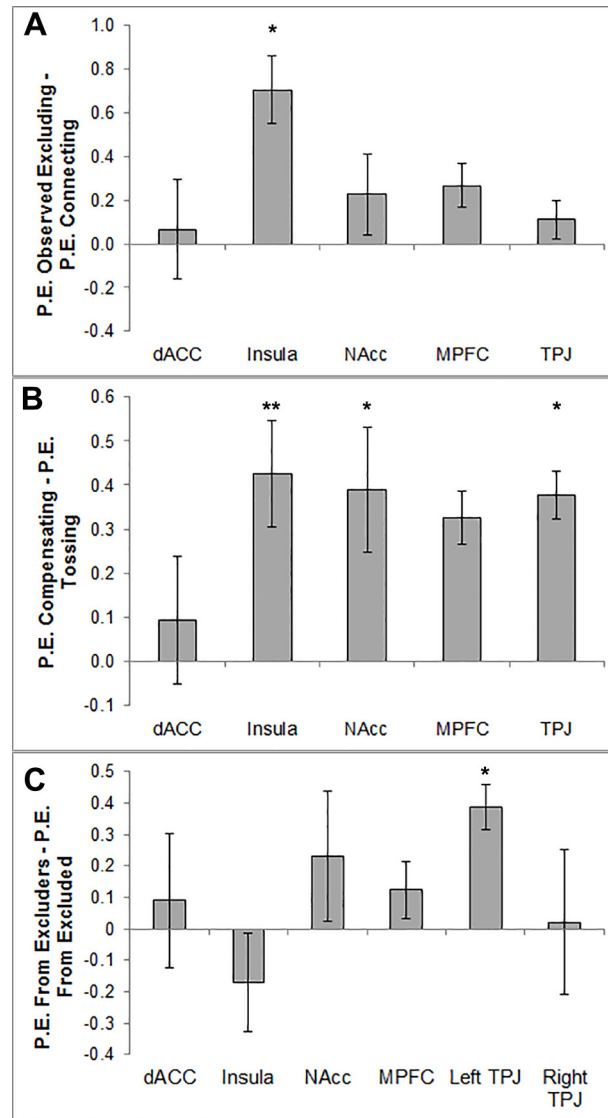 A
P.E. Observed Excluding -
P.E. Connecting
1.0
0.8
0.6
0.4
0.2
0.0
-0.2
-0.4
*
dACC Insula NAcc MPFC TPJ
B
P.E. Compensating - P.E.
Tossing
0.6
0.5
0.4
0.3
0.2
0.1
0.0
-0.1
** * *
dACC Insula NAcc MPFC TPJ
C
P.E. From Excluders - P.E.
From Excluded
0.5
0.4
0.3
0.2
0.1
0
-0.1
-0.2
-0.3
-0.4
*
dACC Insula NAcc MPFC Left TPJ Right
TPJ